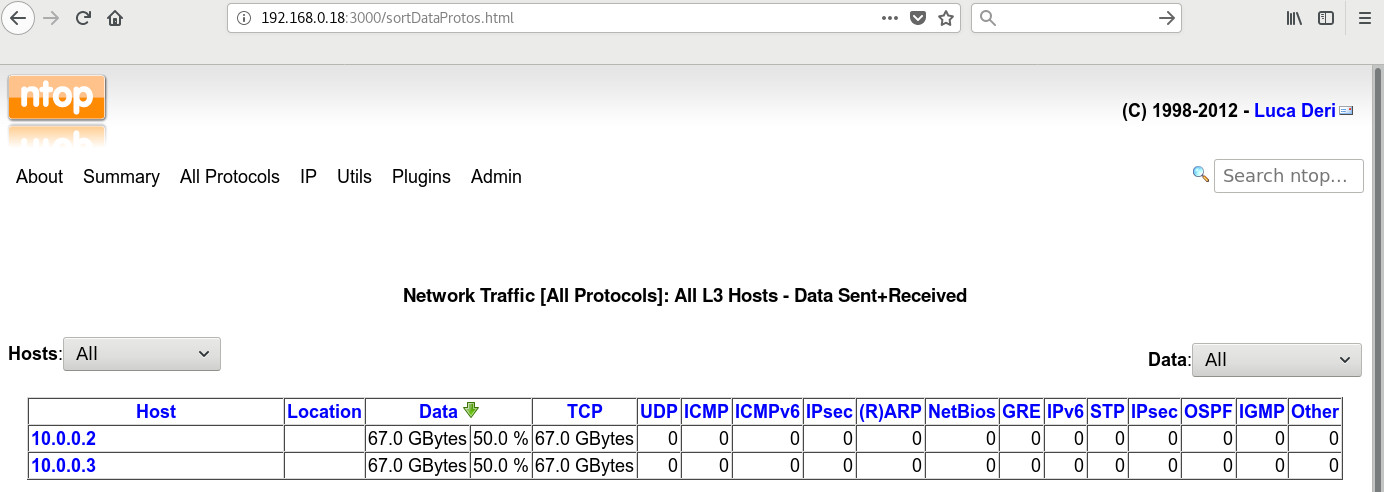 192.168.0.18:3000/sortDataProtos.html
ntop
(C) 1998-2012 - Luca Deri
About Summary All Protocols IP Utils Plugins Admin
Search ntop...
Network Traffic [All Protocols]: All L3 Hosts - Data Sent+Received
Hosts: All
Data: All
Host Location Data TCP UDP ICMP ICMPv6 IPsec (R)ARP NetBios GRE IPv6 STP IPsec OSPF IGMP Other
10.0.0.2 67.0 GBytes 50.0 % 67.0 GBytes 0 0 0 0 0 0 0 0 0 0 0 0 0
10.0.0.3 67.0 GBytes 50.0 % 67.0 GBytes 0 0 0 0 0 0 0 0 0 0 0 0 0